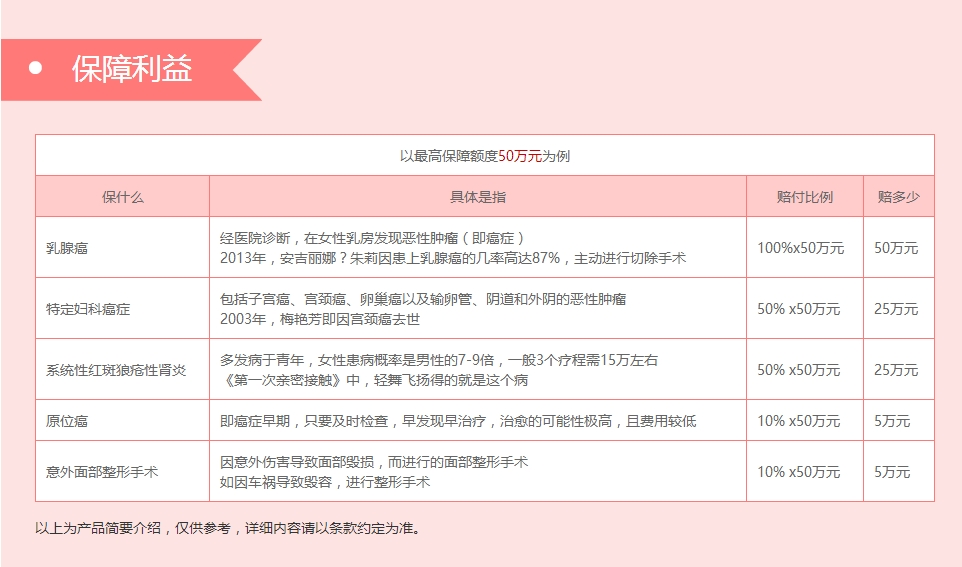 保障利益
以最高保障额度50万元为例
保什么 具体是指 赔付比例 赔多少
乳腺癌 经医院诊断，在女性乳房发现恶性肿瘤（即癌症） 100%x50万元 50万元
2013年，安吉丽娜？朱莉因患上乳腺癌的几率高达87%，主动进行切除手术
特定妇科癌症 包括子宫癌、宫颈癌、卵巢癌以及输卵管、阴道和外阴的恶性肿瘤 50% x50万元 25万元
2003年，梅艳芳即因宫颈癌去世
系统性红斑狼疮性肾炎 多发病于青年，女性患病概率是男性的7-9倍，一般3个疗程需15万左右 50% x50万元 25万元
《第一次亲密接触》中，轻舞飞扬得的就是这个病
原位癌 即癌症早期，只要及时检查，早发现早治疗，治愈的可能性极高，且费用较低 10% x50万元 5万元
意外面部整形手术 因意外伤害导致面部毁损，而进行的面部整形手术 10% x50万元 5万元
如因车祸导致毁容，进行整形手术
以上为产品简要介绍，仅供参考，详细内容请以条款约定为准。